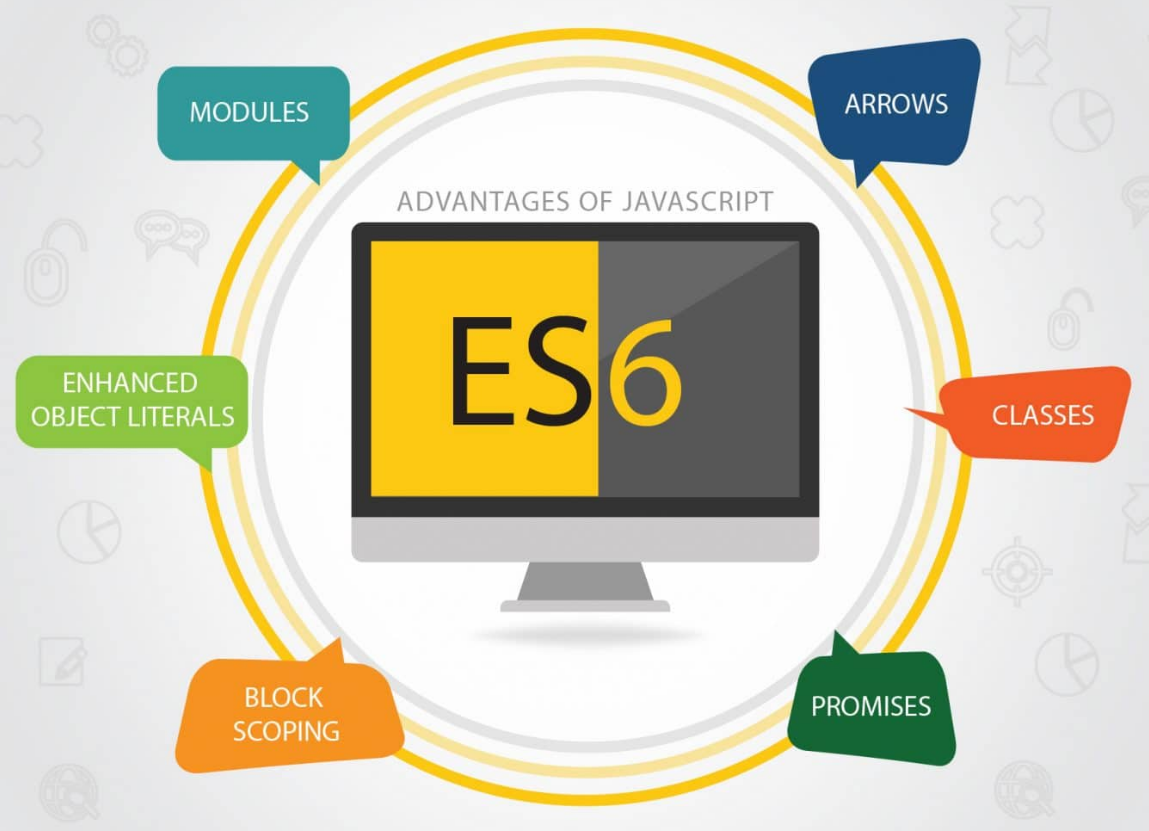 MODULES
ARROWS
ADVANTAGES OF JAVASCRIPT
ES6
ENHANCED
OBJECT LITERALS
CLASSES
BLOCK
SCOPING
PROMISES